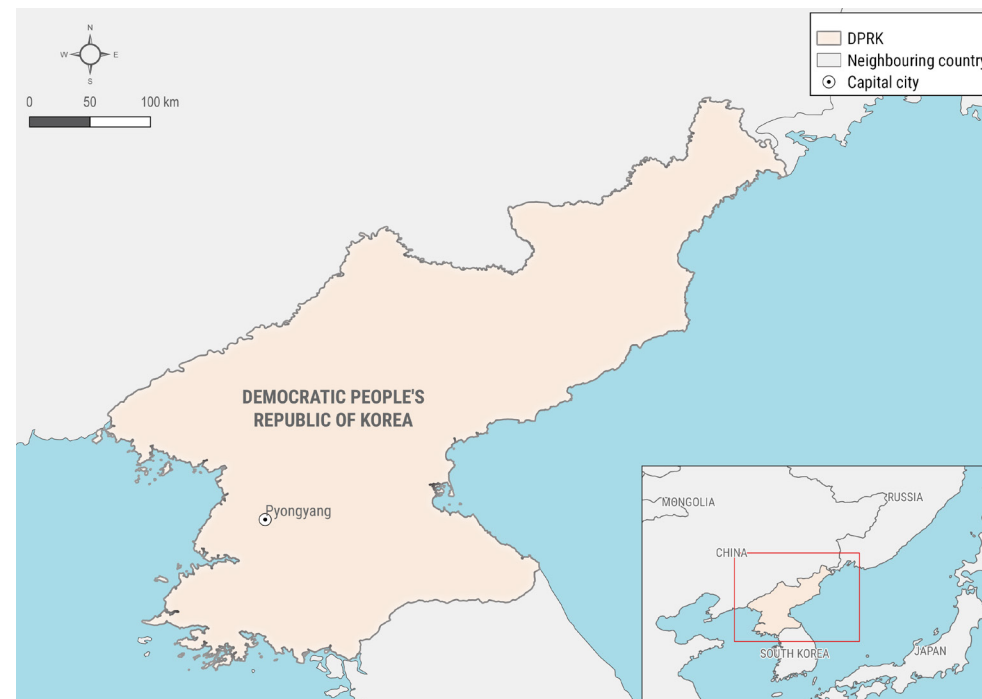 N
W E
S
0 50 100 km
DPRK
Neighbouring country
Capital city
DEMOCRATIC PEOPLE'S
REPUBLIC OF KOREA
Pyongyang
MONGOLIA
RUSSIA
CHINA
SOUTH KOREA
JAPAN